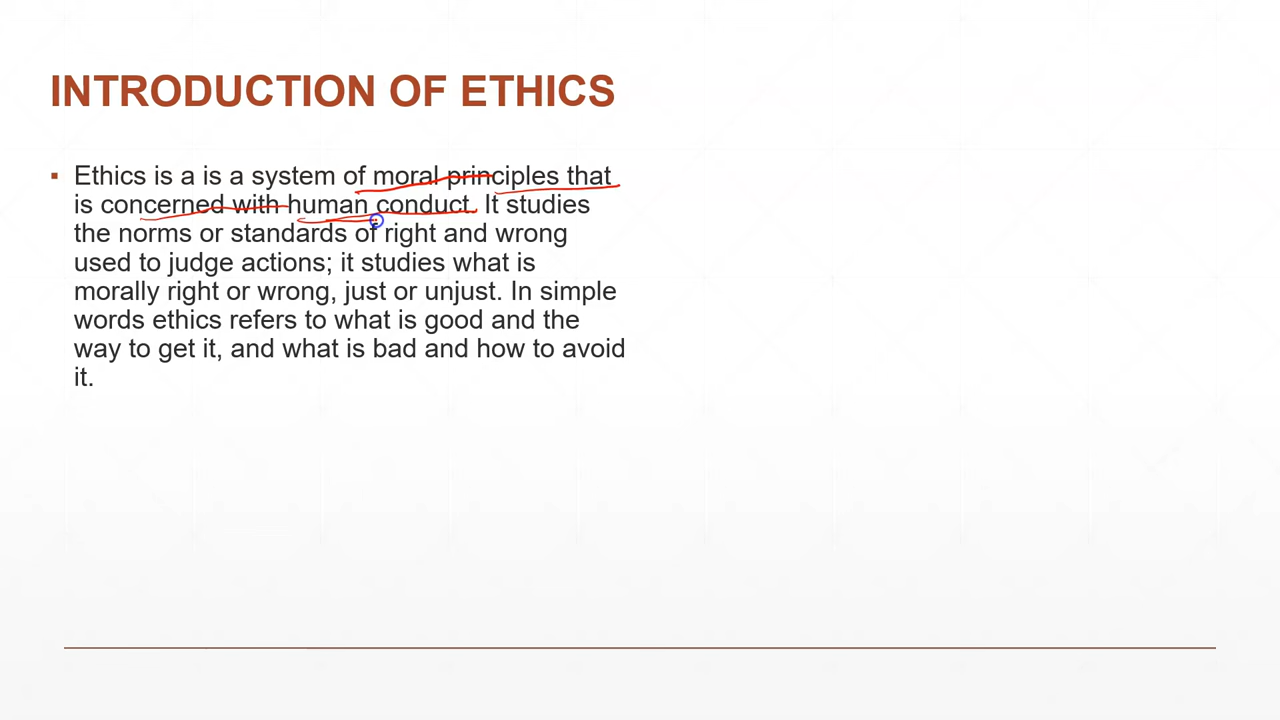 INTRODUCTION OF ETHICS
▪ Ethics is a is a system of moral principles that
is concerned with human conduct. It studies
the norms or standards of right and wrong
used to judge actions; it studies what is
morally right or wrong, just or unjust. In simple
words ethics refers to what is good and the
way to get it, and what is bad and how to avoid
it.